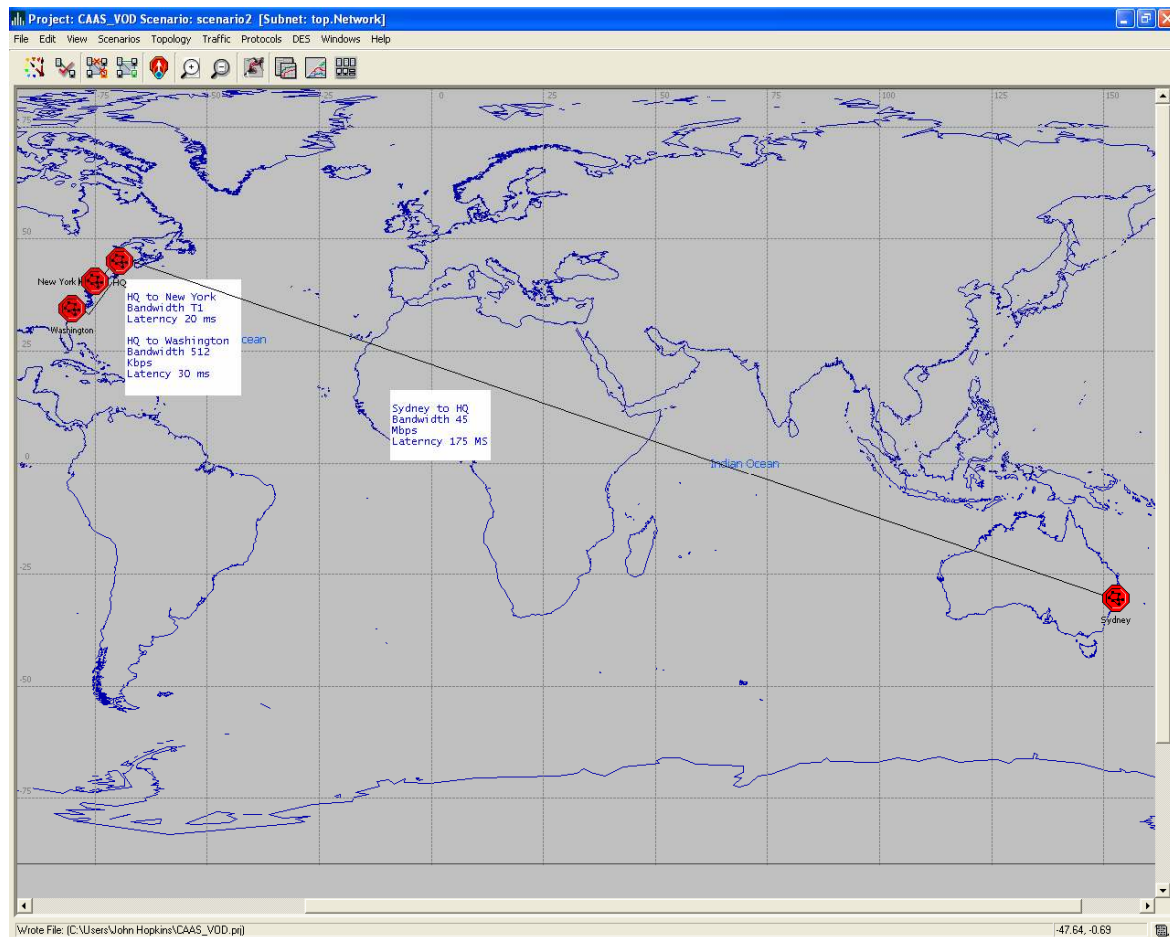 Project: CAAS_VOD Scenario: scenario2 [Subnet: top.Network]
File Edit View Scenarios Topology Traffic Protocols DES Windows Help
-75 -50 -25 0 25 50 75 100 125 150
75
50
New York
HQ
Washington
HQ to New York
Bandwidth T1
Laterncy 20 ms
HQ to Washington
Bandwidth 512
Kbps
Latency 30 ms
cean
25
Sydney to HQ
Bandwidth 45
Mbps
Laterncy 175 MS
0
Indian Ocean
-25
Sydney
-50
-75
Wrote File: (C:\Users\John Hopkins\CAAS_VOD.prj)
-47.64, -0.69